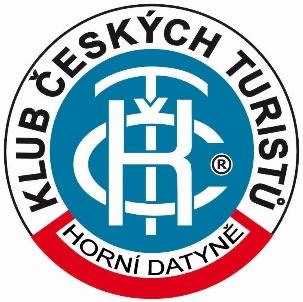 KLUB ČESKÝCH TURISTŮ
KČT
®
HORNÍ DATYNĚ